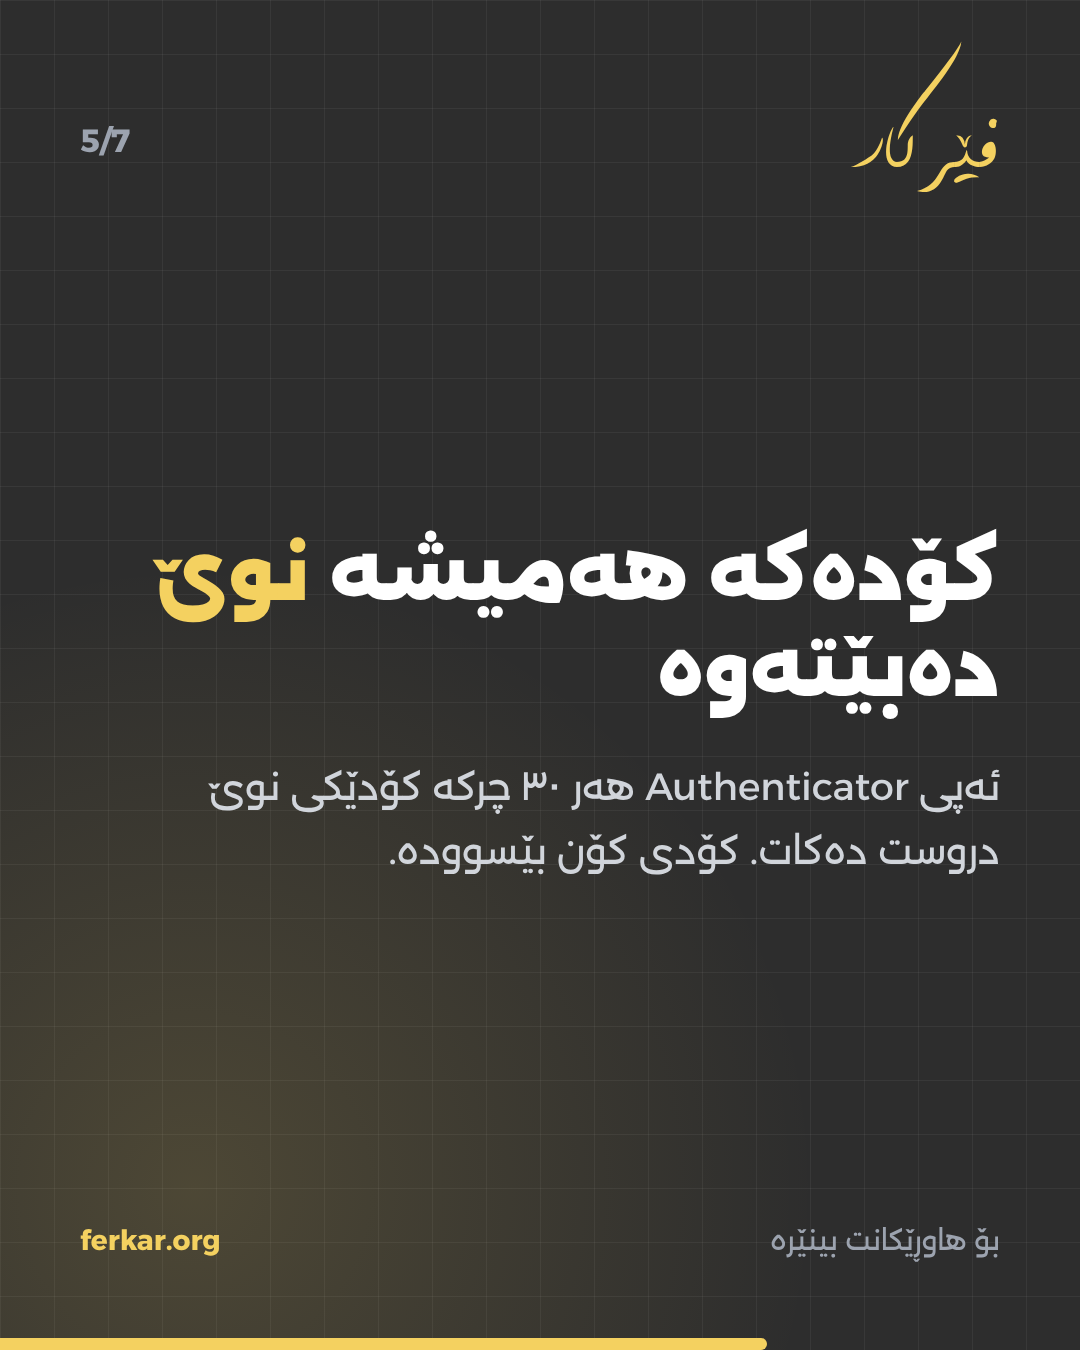 فێرکار
5/7
کۆدەکە هەمیشە نوێ
دەبێتەوە
ئەپی Authenticator هەر ٣٠ چرکە کۆدێکی نوێ
دروست دەکات. کۆدی کۆن بێسوودە.
بۆ هاوڕێکانت بینێرە
ferkar.org